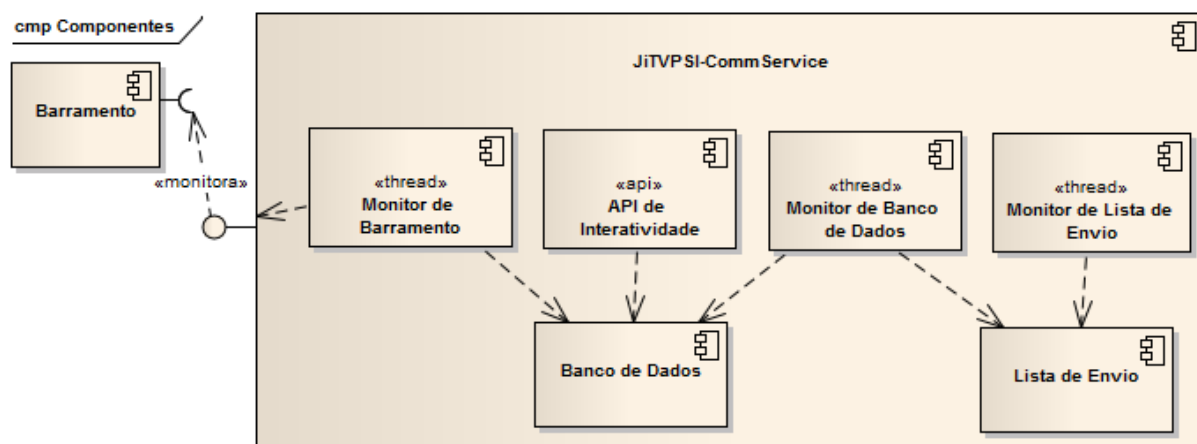 cmp Componentes
JiTVPSI-CommService
Barramento
«monitora»
«thread»
Monitor de
Barramento
«api»
API de
Interatividade
«thread»
Monitor de Banco
de Dados
«thread»
Monitor de Lista de
Envio
Banco de Dados
Lista de Envio